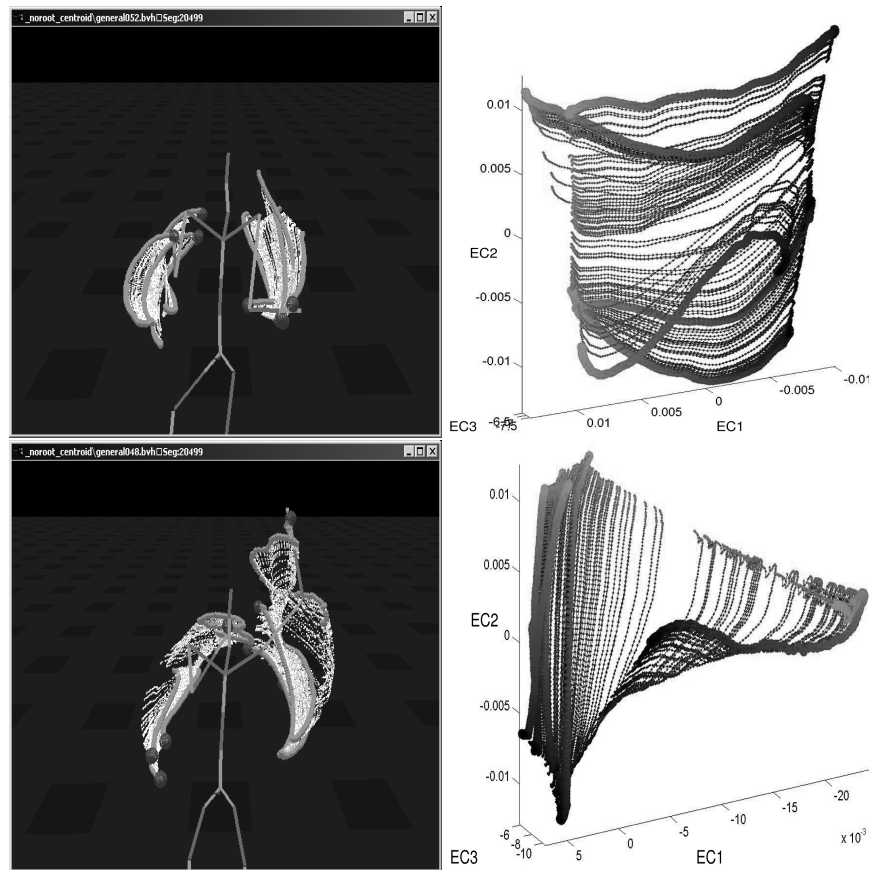 _noroot_centroid\general052.bvh□Seg:20499
0.01
0.005
0
EC2
-0.005
-0.01
EC3
0.01
0.005
0
-0.005
-0.01
EC1
_noroot_centroid\general048.bvh□Seg:20499
0.01
0.005
EC2
0
-0.005
-0.01
-6
-8
-10
EC3
5
0
-5
-10
-15
-20
x 10⁻³
EC1